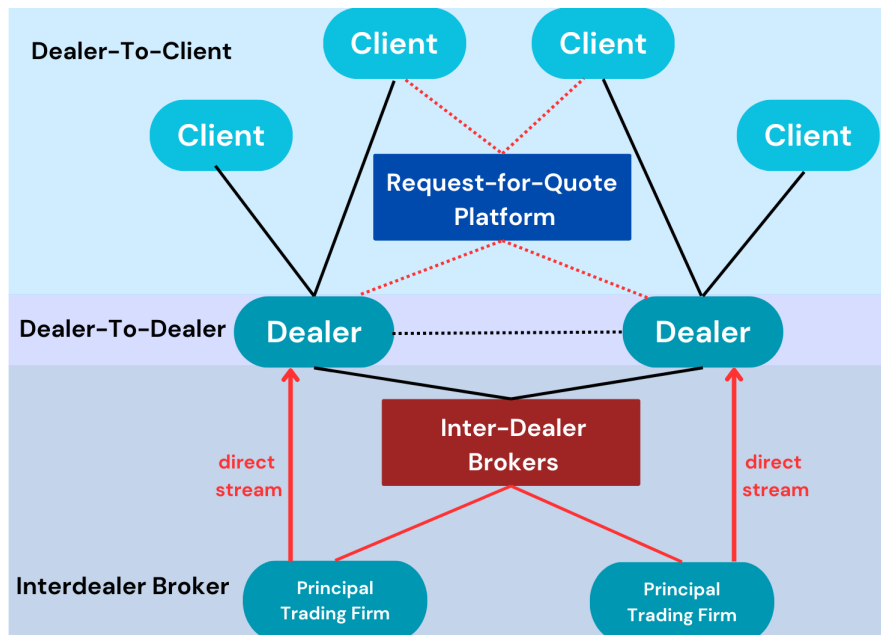 Dealer-To-Client
Client
Client
Client
Client
Request-for-Quote
Platform
Dealer-To-Dealer
Dealer
Dealer
Inter-Dealer
Brokers
direct
stream
direct
stream
Interdealer Broker
Principal
Trading Firm
Principal
Trading Firm